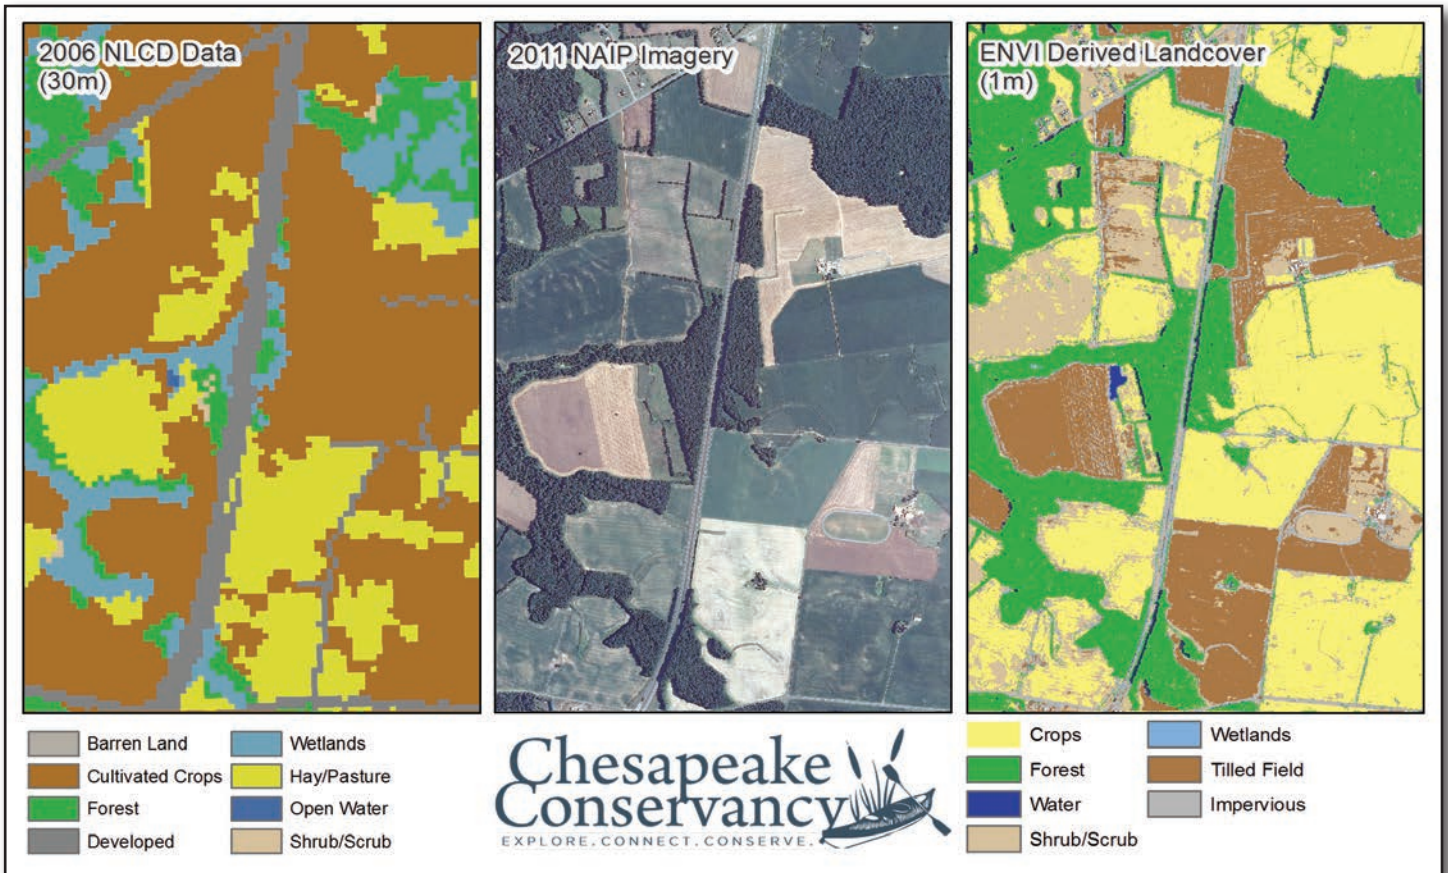 2006 NLCD Data
(30m)
2011 NAIP Imagery
ENVI Derived Landcover
(1m)
Barren Land
Cultivated Crops
Forest
Developed
Wetlands
Hay/Pasture
Open Water
Shrub/Scrub
Chesapeake
Conservancy
EXPLORE. CONNECT. CONSERVE.
Crops
Forest
Water
Shrub/Scrub
Wetlands
Tilled Field
Impervious